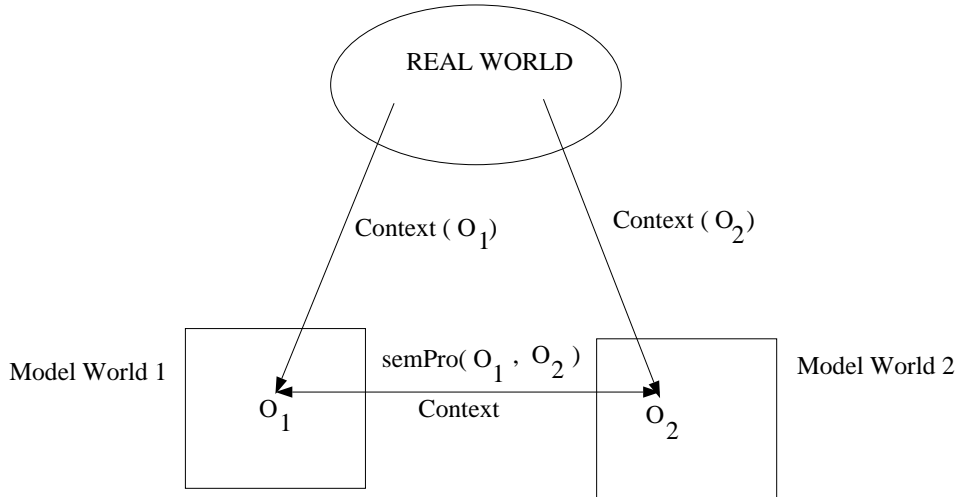 REAL WORLD
Context ( O₁)
Context ( O₂)
Model World 1
semPro( O₁ , O₂ )
Model World 2
Context
O₁
O₂